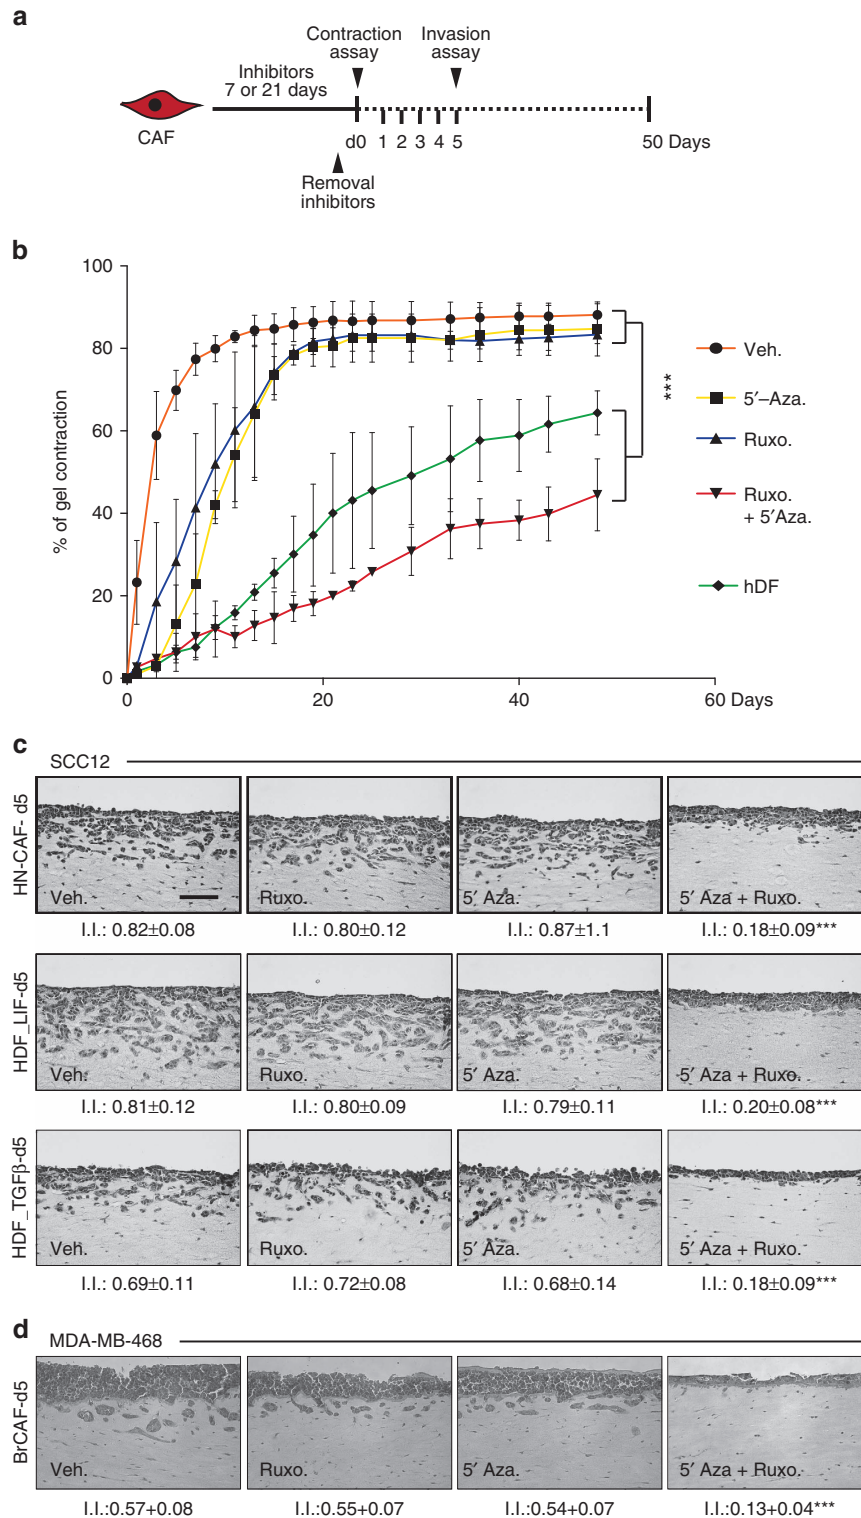 a
Contraction
assay
Invasion
assay
Inhibitors
7 or 21 days
CAF
d0 1 2 3 4 5 50 Days
Removal
inhibitors
b
% of gel contraction
100
80
60
40
20
0
0 20 40 60 Days
***
Veh.
5′–Aza.
Ruxo.
Ruxo.
+ 5′Aza.
hDF
c
SCC12
HN-CAF- d5
Veh. Ruxo. 5′ Aza. 5′ Aza + Ruxo.
I.I.: 0.82±0.08 I.I.: 0.80±0.12 I.I.: 0.87±1.1 I.I.: 0.18±0.09***
HDF_LIF-d5
Veh. Ruxo. 5′ Aza. 5′ Aza + Ruxo.
I.I.: 0.81±0.12 I.I.: 0.80±0.09 I.I.: 0.79±0.11 I.I.: 0.20±0.08***
HDF_TGFβ-d5
Veh. Ruxo. 5′ Aza. 5′ Aza + Ruxo.
I.I.: 0.69±0.11 I.I.: 0.72±0.08 I.I.: 0.68±0.14 I.I.: 0.18±0.09***
d
MDA-MB-468
BrCAF-d5
Veh. Ruxo. 5′ Aza. 5′ Aza + Ruxo.
I.I.:0.57+0.08 I.I.:0.55+0.07 I.I.:0.54+0.07 I.I.:0.13+0.04***